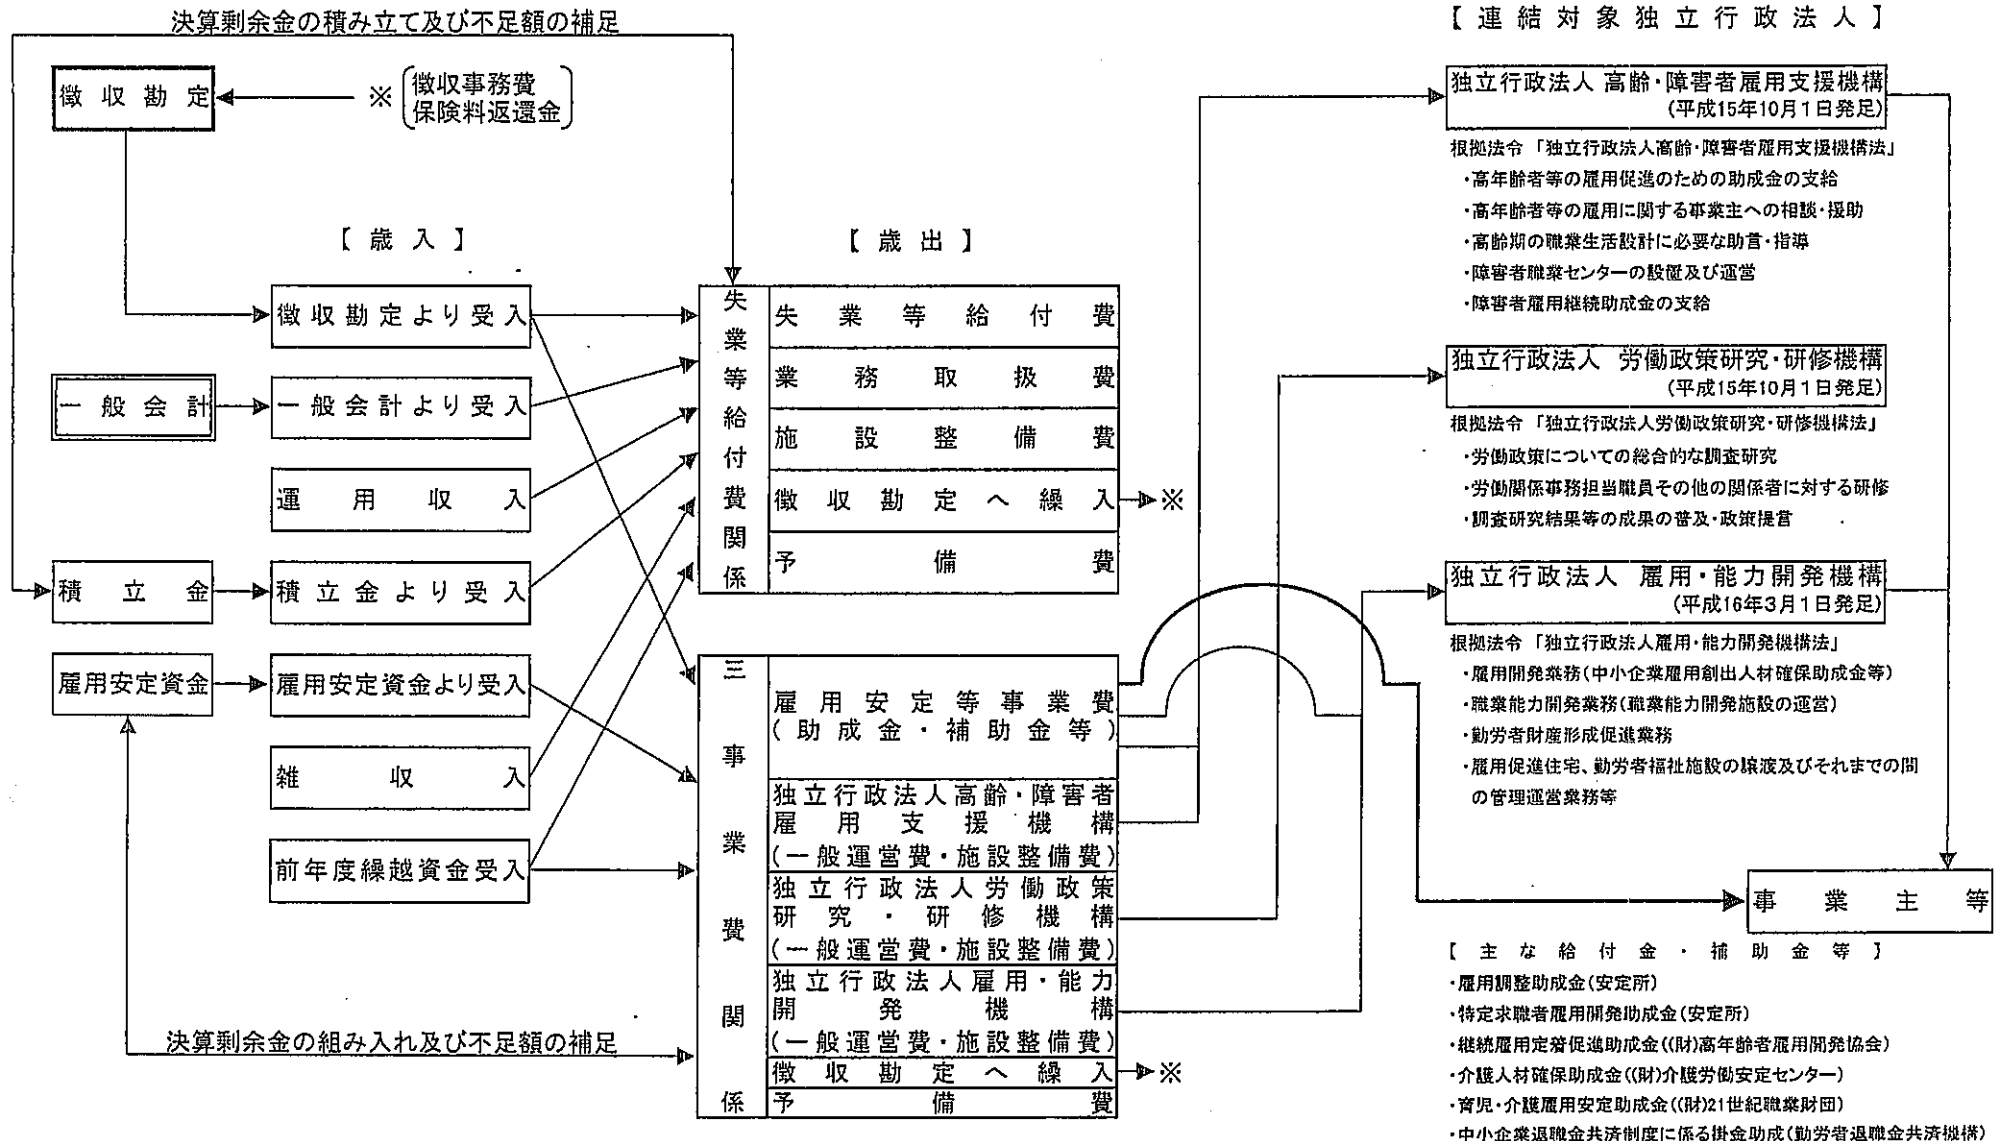 決算剰余金の積み立て及び不足額の補足
徴収勘定
※ 徴収事務費
保険料返還金
【歳入】
徴収勘定より受入
一般会計
一般会計より受入
運用収入
積立金
積立金より受入
雇用安定資金
雇用安定資金より受入
雑収入
前年度繰越資金受入
決算剰余金の組み入れ及び不足額の補足
【歳出】
失業等給付費関係
失業等給付費
業務取扱費
施設整備費
徴収勘定へ繰入
※
予備費
三事業費関係
雇用安定等事業費
(助成金・補助金等)
独立行政法人高齢・障害者
雇用支援機構
(一般運営費・施設整備費)
独立行政法人労働政策
研究・研修機構
(一般運営費・施設整備費)
独立行政法人雇用・能力
開発機構
(一般運営費・施設整備費)
徴収勘定へ繰入
※
予備費
【連結対象独立行政法人】
独立行政法人 高齢・障害者雇用支援機構
(平成15年10月1日発足)
根拠法令「独立行政法人高齢・障害者雇用支援機構法」
・高年齢者等の雇用促進のための助成金の支給
・高年齢者等の雇用に関する事業主への相談・援助
・高齢期の職業生活設計に必要な助言・指導
・障害者職業センターの設置及び運営
・障害者雇用継続助成金の支給
独立行政法人 労働政策研究・研修機構
(平成15年10月1日発足)
根拠法令「独立行政法人労働政策研究・研修機構法」
・労働政策についての総合的な調査研究
・労働関係事務担当職員その他の関係者に対する研修
・調査研究結果等の成果の普及・政策提言
独立行政法人 雇用・能力開発機構
(平成16年3月1日発足)
根拠法令「独立行政法人雇用・能力開発機構法」
・雇用開発業務(中小企業雇用創出人材確保助成金等)
・職業能力開発業務(職業能力開発施設の運営)
・勤労者財産形成促進業務
・雇用促進住宅、勤労者福祉施設の譲渡及びそれまでの間
の管理運営業務等
事業主等
【主な給付金・補助金等】
・雇用調整助成金(安定所)
・特定求職者雇用開発助成金(安定所)
・継続雇用定着促進助成金((財)高年齢者雇用開発協会)
・介護人材確保助成金((財)介護労働安定センター)
・育児・介護雇用安定助成金((財)21世紀職業財団)
・中小企業退職金共済制度に係る掛金助成(勤労者退職金共済機構)